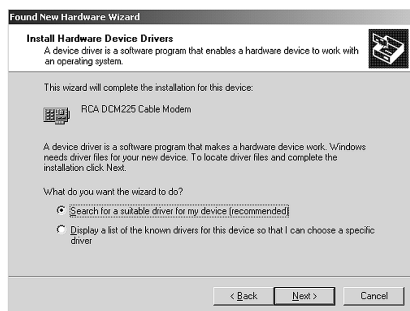 Found New Hardware Wizard
Install Hardware Device Drivers
A device driver is a software program that enables a hardware device to work with
an operating system.
This wizard will complete the installation for this device:
RCA DCM225 Cable Modem
A device driver is a software program that makes a hardware device work. Windows
needs driver files for your new device. To locate driver files and complete the
installation click Next.
What do you want the wizard to do?
Search for a suitable driver for my device (recommended)
Display a list of the known drivers for this device so that I can choose a specific
driver
< Back Next > Cancel